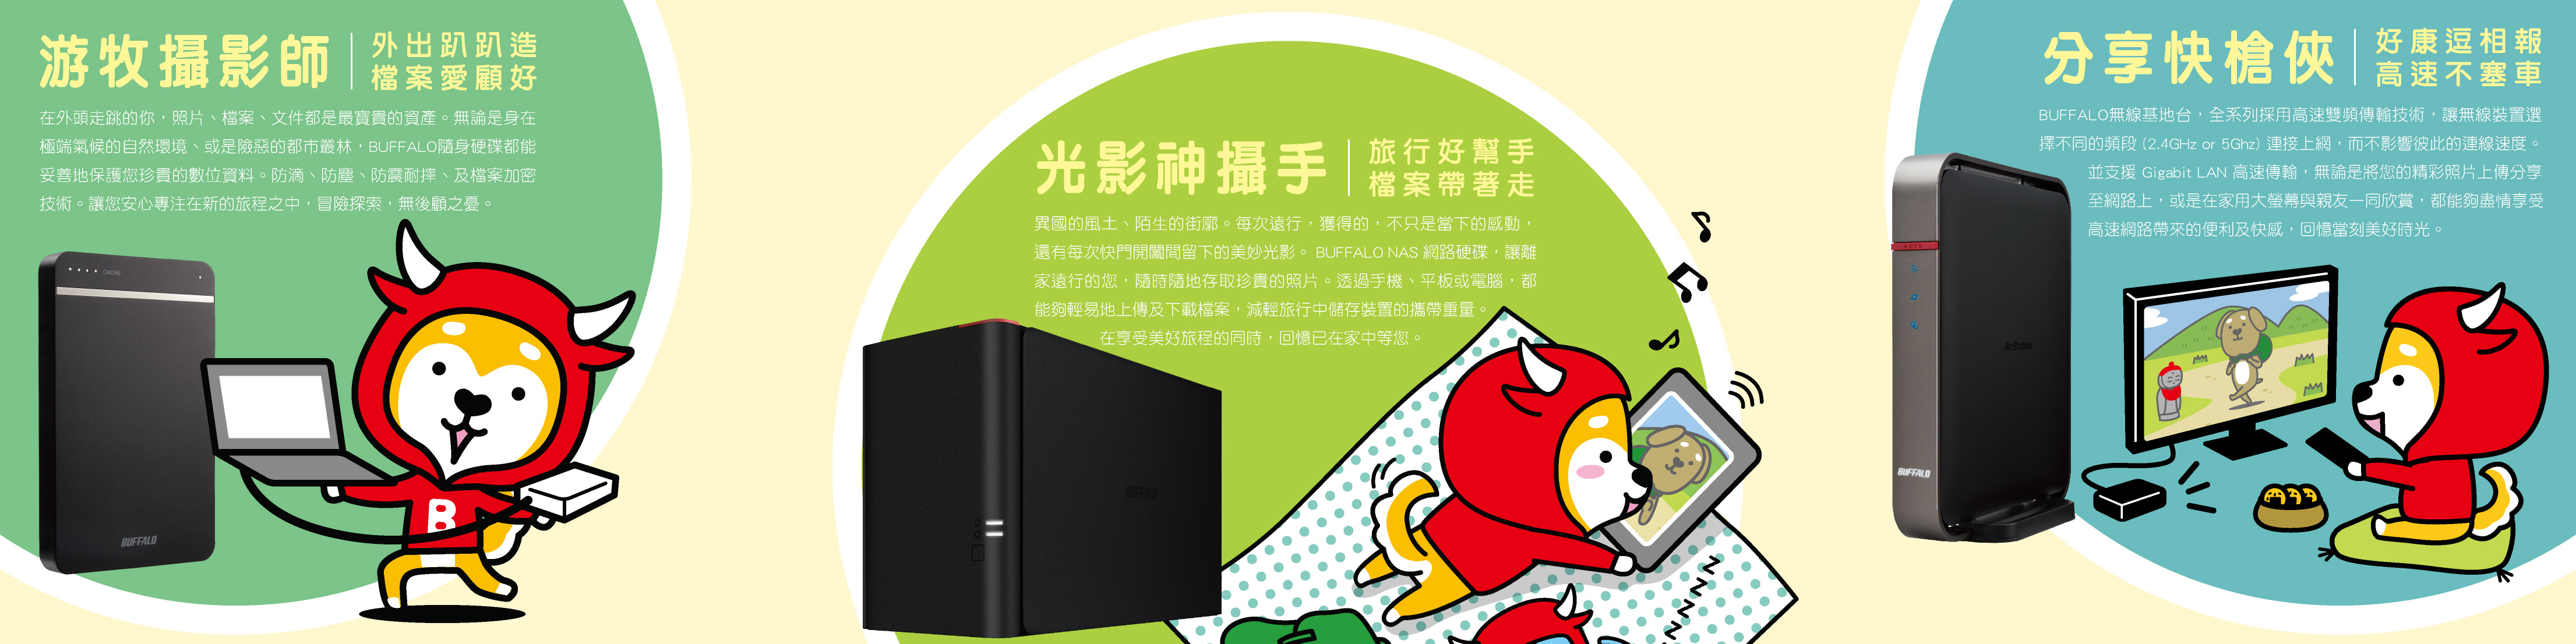 游牧攝影師
外出趴趴造
檔案愛顧好
在外頭走跳的你，照片、檔案、文件都是最寶貴的資產。無論是身在
極端氣候的自然環境、或是險惡的都市叢林，BUFFALO隨身硬碟都能
妥善地保護您珍貴的數位資料。防滴、防塵、防震耐摔、及檔案加密
技術。讓您安心專注在新的旅程之中，冒險探索，無後顧之憂。
CACHE
BUFFALO
B
光影神攝手
旅行好幫手
檔案帶著走
異國的風土、陌生的街廓。每次遠行，獲得的，不只是當下的感動，
還有每次快門開闔間留下的美妙光影。 BUFFALO NAS 網路硬碟，讓離
家遠行的您，隨時隨地存取珍貴的照片。透過手機、平板或電腦，都
能夠輕易地上傳及下載檔案，減輕旅行中儲存裝置的攜帶重量。
在享受美好旅程的同時，回憶已在家中等您。
BUFFALO
zzzzz
分享快槍俠
好康逗相報
高速不塞車
BUFFALO無線基地台，全系列採用高速雙頻傳輸技術，讓無線裝置選
擇不同的頻段 (2.4GHz or 5Ghz) 連接上網，而不影響彼此的連線速度。
並支援 Gigabit LAN 高速傳輸，無論是將您的精彩照片上傳分享
至網路上，或是在家用大螢幕與親友一同欣賞，都能夠盡情享受
高速網路帶來的便利及快感，回憶當刻美好時光。
AOSS
AirStation
BUFFALO